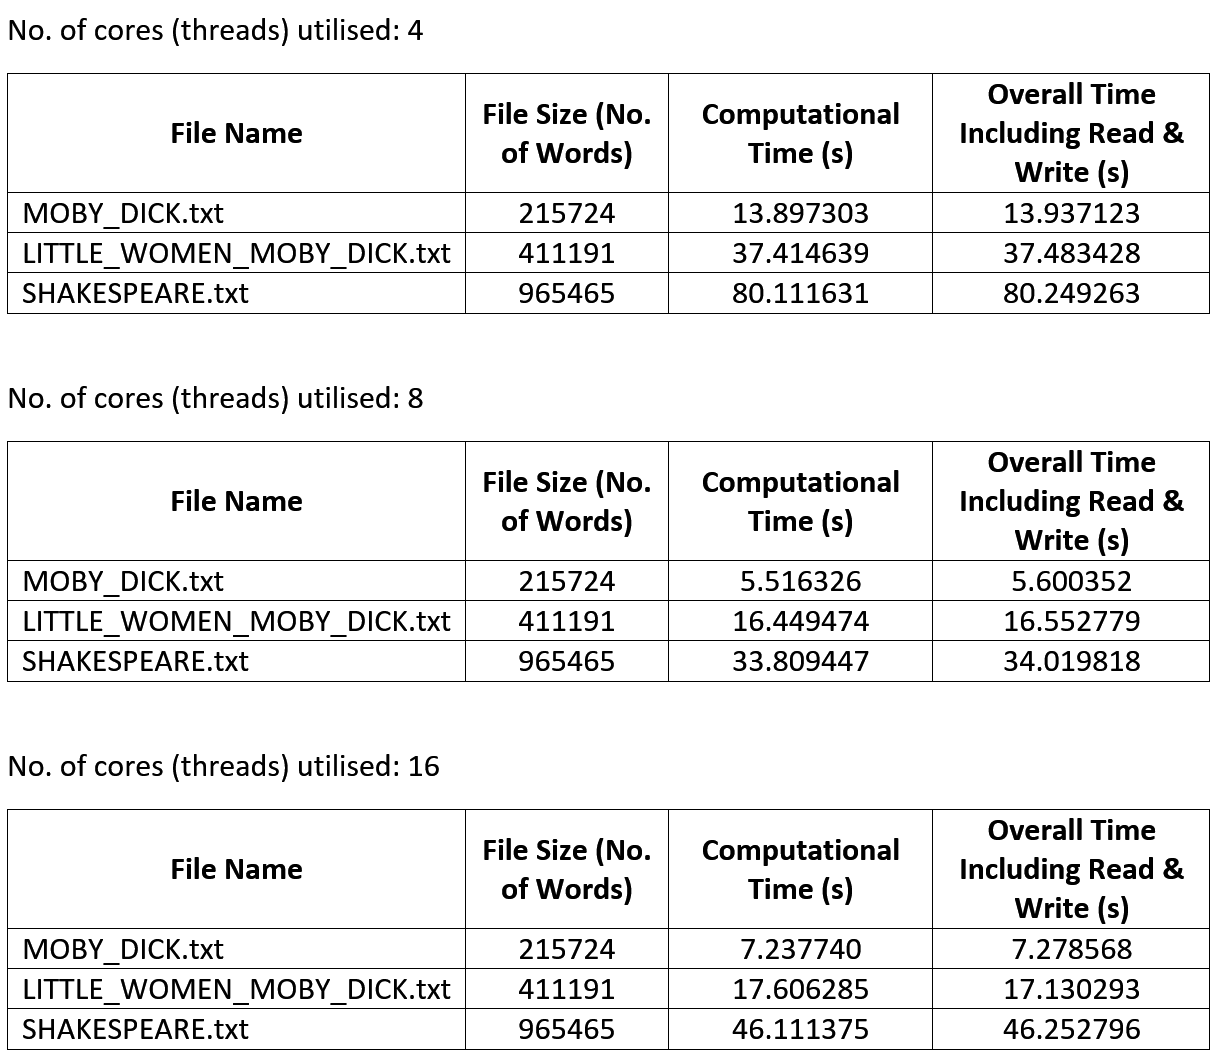 No. of cores (threads) utilised: 4
File Name
File Size (No.
of Words)
Computational
Time (s)
Overall Time
Including Read &
Write (s)
MOBY_DICK.txt 215724 13.897303 13.937123
LITTLE_WOMEN_MOBY_DICK.txt 411191 37.414639 37.483428
SHAKESPEARE.txt 965465 80.111631 80.249263
No. of cores (threads) utilised: 8
File Name
File Size (No.
of Words)
Computational
Time (s)
Overall Time
Including Read &
Write (s)
MOBY_DICK.txt 215724 5.516326 5.600352
LITTLE_WOMEN_MOBY_DICK.txt 411191 16.449474 16.552779
SHAKESPEARE.txt 965465 33.809447 34.019818
No. of cores (threads) utilised: 16
File Name
File Size (No.
of Words)
Computational
Time (s)
Overall Time
Including Read &
Write (s)
MOBY_DICK.txt 215724 7.237740 7.278568
LITTLE_WOMEN_MOBY_DICK.txt 411191 17.606285 17.130293
SHAKESPEARE.txt 965465 46.111375 46.252796